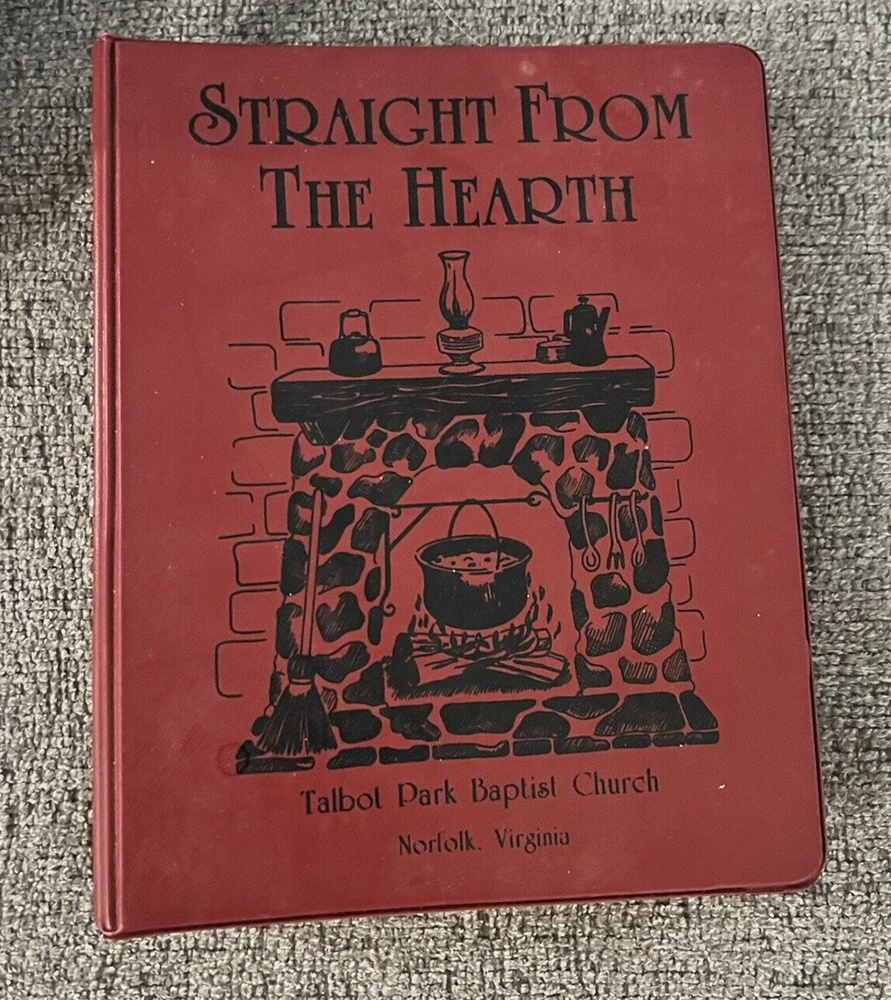 STRAIGHT FROM
THE HEARTH
Talbot Park Baptist Church
Norfolk, Virginia